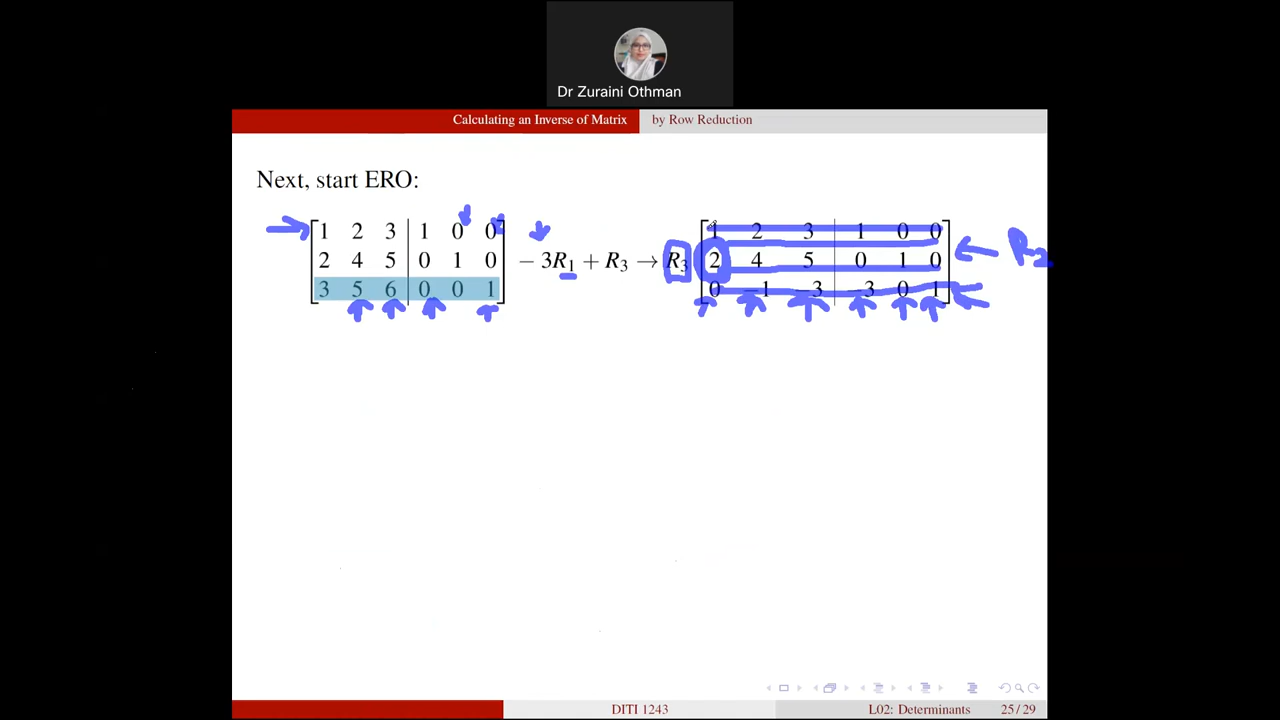 Dr Zuraini Othman
Calculating an Inverse of Matrix by Row Reduction
Next, start ERO:
1 2 3 | 1 0 0
2 4 5 | 0 1 0
3 5 6 | 0 0 1
− 3R₁ + R₃ → R₃
1 2 3 | 1 0 0
2 4 5 | 0 1 0
0 −1 −3 | −3 0 1
R2
DITI 1243 L02: Determinants 25 / 29